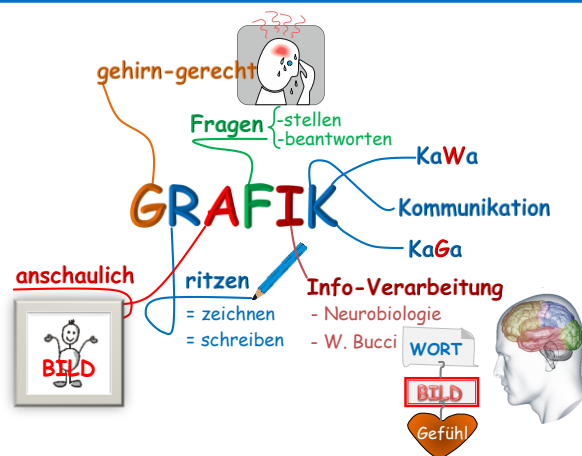 gehirn-gerecht
Fragen
-stellen
-beantworten
KaWa
GRAFIK
Kommunikation
KaGa
anschaulich
ritzen
= zeichnen
= schreiben
Info-Verarbeitung
- Neurobiologie
- W. Bucci
BILD
WORT
BILD
Gefühl